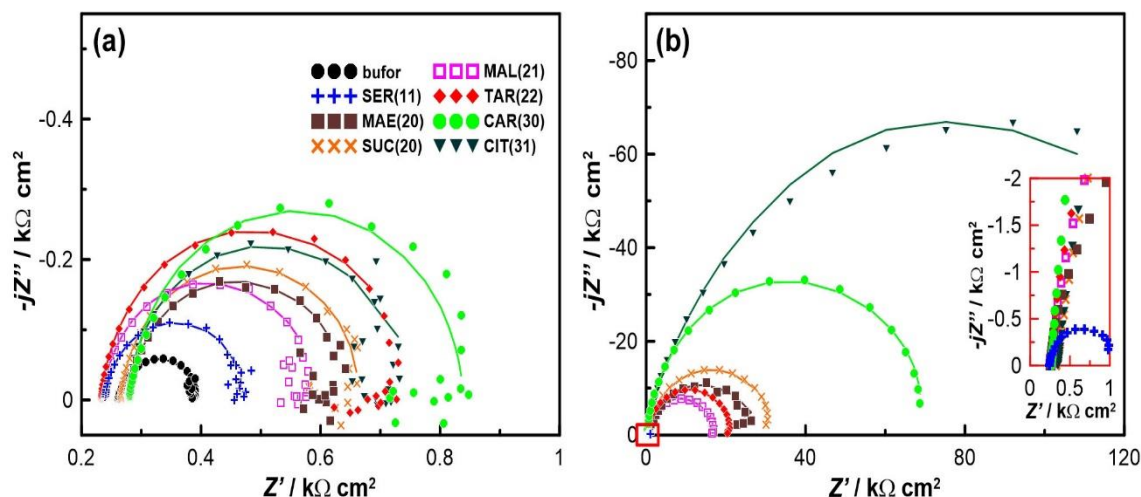 (a)
bufor
SER(11)
MAE(20)
SUC(20)
MAL(21)
TAR(22)
CAR(30)
CIT(31)
-0.4
-0.2
0
0.2
0.4
0.6
0.8
1
-jZ'' / kΩ cm²
Z' / kΩ cm²
(b)
-80
-60
-40
-20
0
0
40
80
120
-jZ'' / kΩ cm²
Z' / kΩ cm²
-2
-1.5
-1
-0.5
0
0
0.5
1
-jZ'' / kΩ cm²
Z' / kΩ cm²